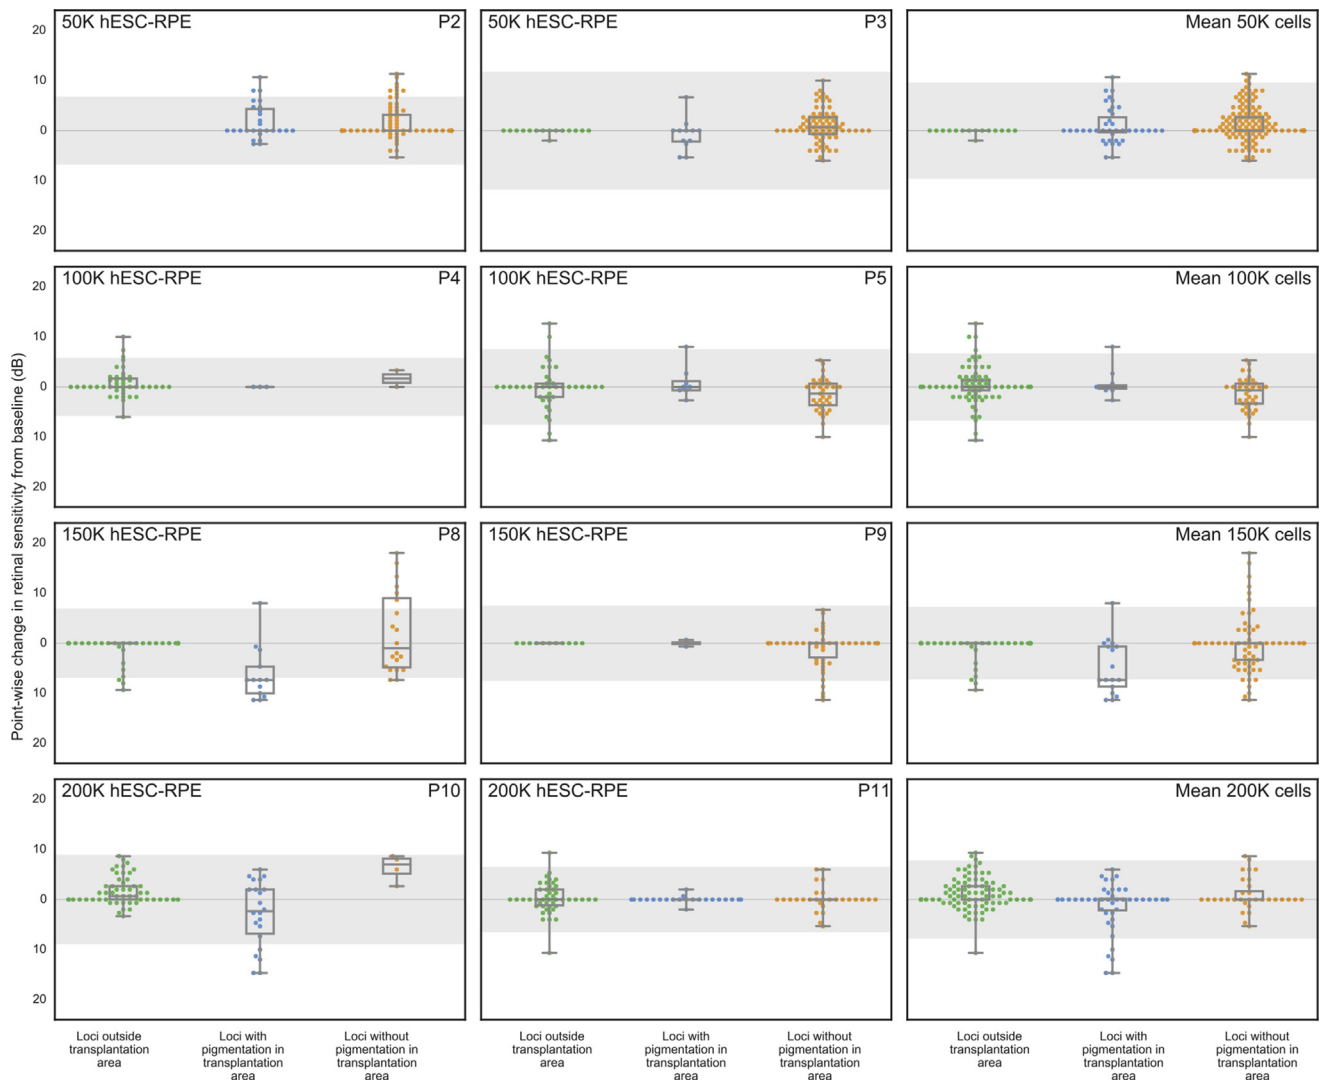 Point-wise change in retinal sensitivity from baseline (dB)
50K hESC-RPE P2
20
10
0
10
20
50K hESC-RPE P3
Mean 50K cells
100K hESC-RPE P4
20
10
0
10
20
100K hESC-RPE P5
Mean 100K cells
150K hESC-RPE P8
20
10
0
10
20
150K hESC-RPE P9
Mean 150K cells
200K hESC-RPE P10
20
10
0
10
20
200K hESC-RPE P11
Mean 200K cells
Loci outside
transplantation
area
Loci with
pigmentation in
transplantation
area
Loci without
pigmentation in
transplantation
area
Loci outside
transplantation
area
Loci with
pigmentation in
transplantation
area
Loci without
pigmentation in
transplantation
area
Loci outside
transplantation
area
Loci with
pigmentation in
transplantation
area
Loci without
pigmentation in
transplantation
area